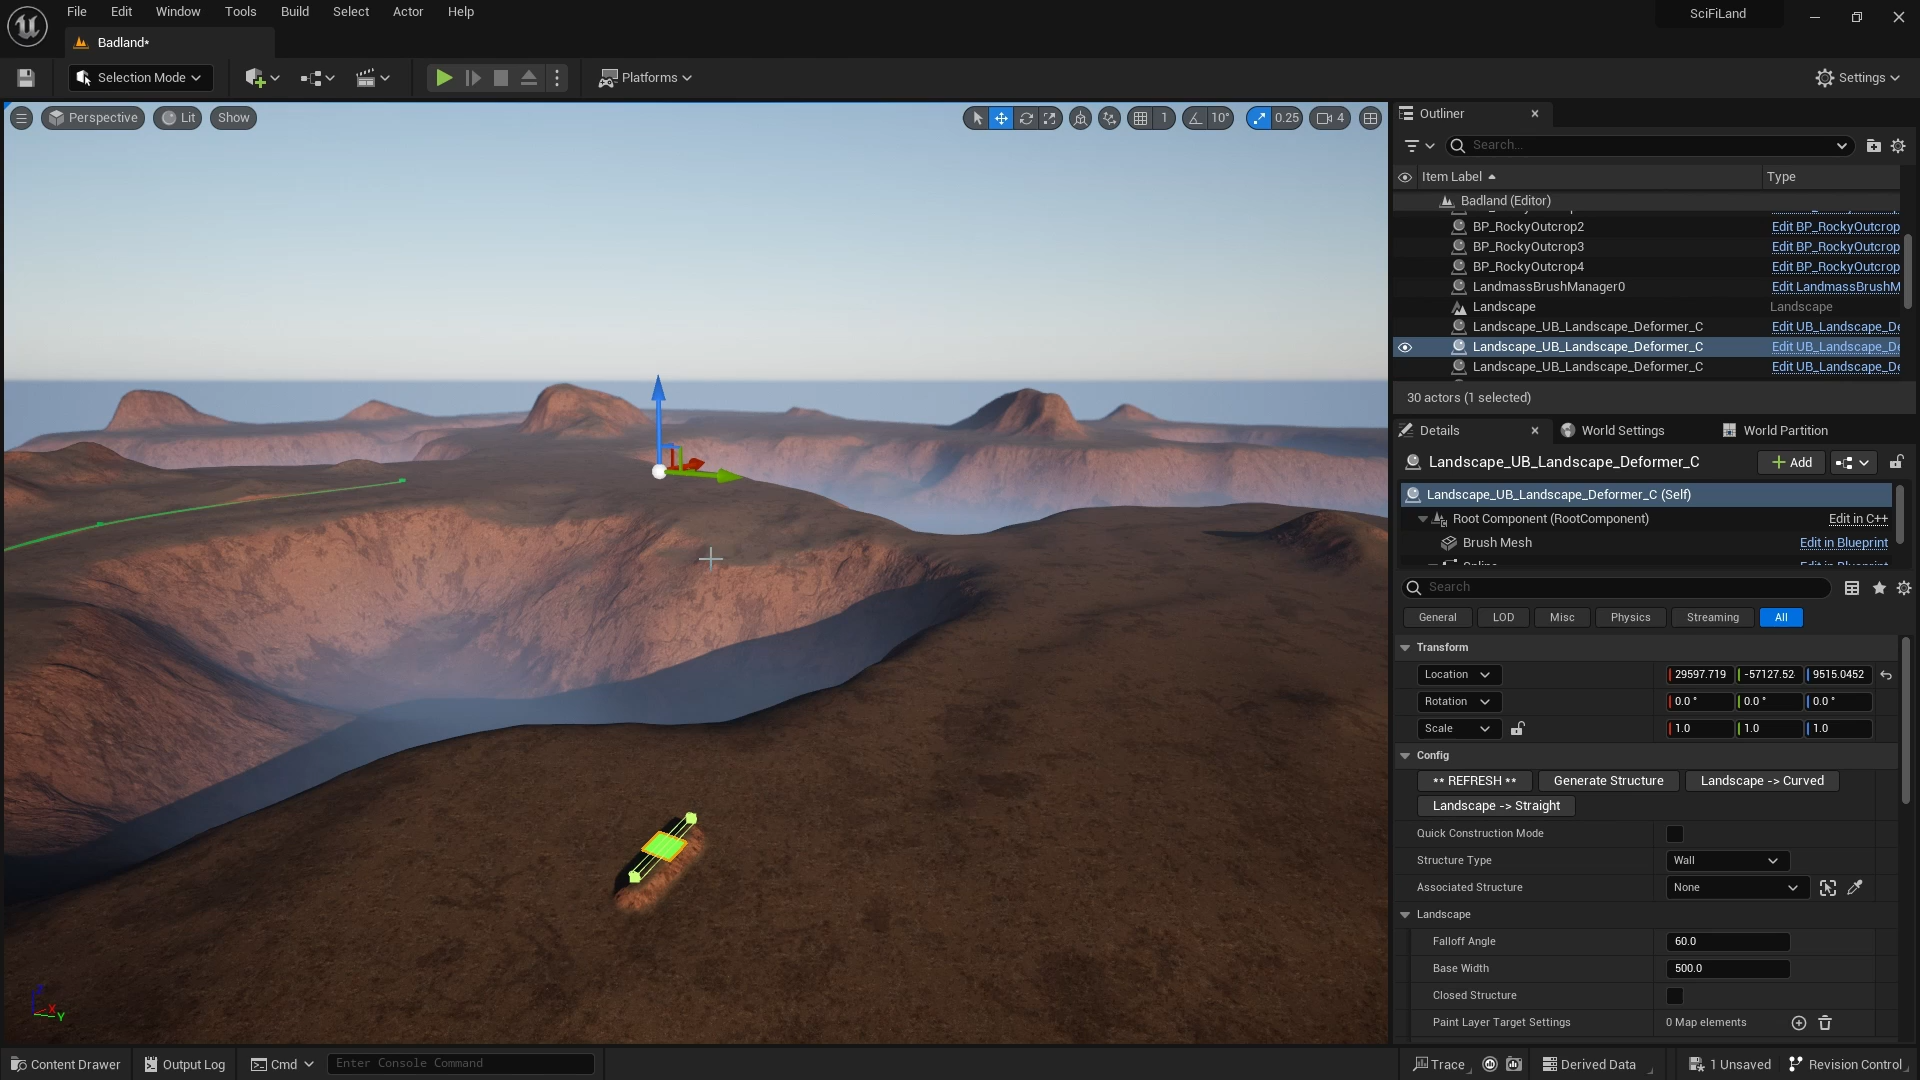 File Edit Window Tools Build Select Actor Help
SciFiLand
Badland*
Selection Mode
Platforms
Settings
Perspective Lit Show
1 10° 0.25 4
Outliner
Search...
Item Label Type
Badland (Editor)
BP_RockyOutcrop2 Edit BP_RockyOutcrop
BP_RockyOutcrop3 Edit BP_RockyOutcrop
BP_RockyOutcrop4 Edit BP_RockyOutcrop
LandmassBrushManager0 Edit LandmassBrushM
Landscape Landscape
Landscape_UB_Landscape_Deformer_C Edit UB_Landscape_De
Landscape_UB_Landscape_Deformer_C Edit UB_Landscape_De
Landscape_UB_Landscape_Deformer_C Edit UB_Landscape_De
30 actors (1 selected)
Details World Settings World Partition
Landscape_UB_Landscape_Deformer_C Add
Landscape_UB_Landscape_Deformer_C (Self)
Root Component (RootComponent) Edit in C++
Brush Mesh Edit in Blueprint
Search
General LOD Misc Physics Streaming All
Transform
Location 29597.719 -57127.52 9515.0452
Rotation 0.0 ° 0.0 ° 0.0 °
Scale 1.0 1.0 1.0
Config
** REFRESH ** Generate Structure Landscape -> Curved
Landscape -> Straight
Quick Construction Mode
Structure Type Wall
Associated Structure None
Landscape
Falloff Angle 60.0
Base Width 500.0
Closed Structure
Paint Layer Target Settings 0 Map elements
X
Y
Content Drawer Output Log Cmd Enter Console Command Trace Derived Data 1 Unsaved Revision Control